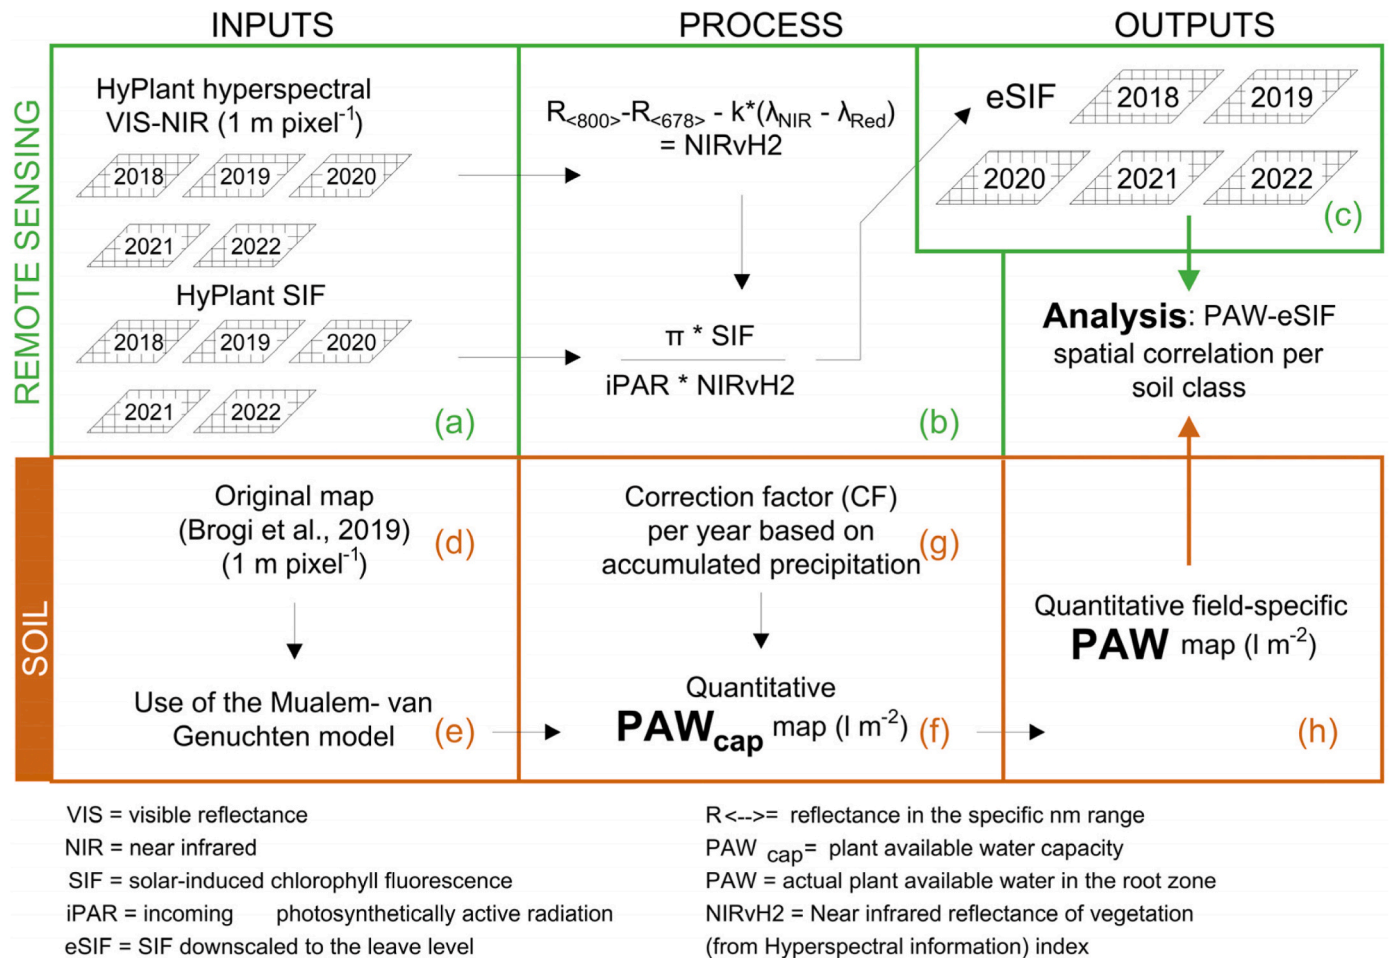 INPUTS
PROCESS
OUTPUTS
REMOTE SENSING
HyPlant hyperspectral
VIS-NIR (1 m pixel⁻¹)
2018 2019 2020
2021 2022
HyPlant SIF
2018 2019 2020
2021 2022
(a)
R<800>-R<678> - k*(λNIR - λRed)
= NIRvH2
π * SIF
iPAR * NIRvH2
(b)
eSIF 2018 2019
2020 2021 2022
(c)
Analysis: PAW-eSIF
spatial correlation per
soil class
SOIL
Original map
(Brogi et al., 2019)
(1 m pixel⁻¹)
(d)
Use of the Mualem- van
Genuchten model
(e)
Correction factor (CF)
per year based on
accumulated precipitation
(g)
Quantitative
PAWcap map (l m⁻²)
(f)
Quantitative field-specific
PAW map (l m⁻²)
(h)
VIS = visible reflectance
NIR = near infrared
SIF = solar-induced chlorophyll fluorescence
iPAR = incoming photosynthetically active radiation
eSIF = SIF downscaled to the leave level
R<-->= reflectance in the specific nm range
PAW cap= plant available water capacity
PAW = actual plant available water in the root zone
NIRvH2 = Near infrared reflectance of vegetation
(from Hyperspectral information) index